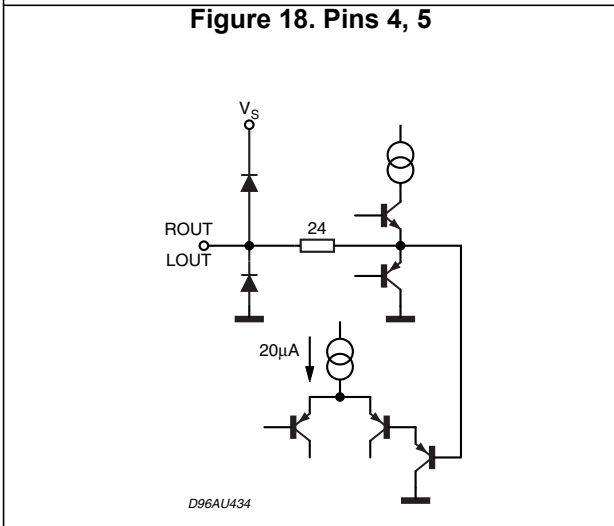 Figure 18. Pins 4, 5
VS
ROUT
24
LOUT
20μA
D96AU434